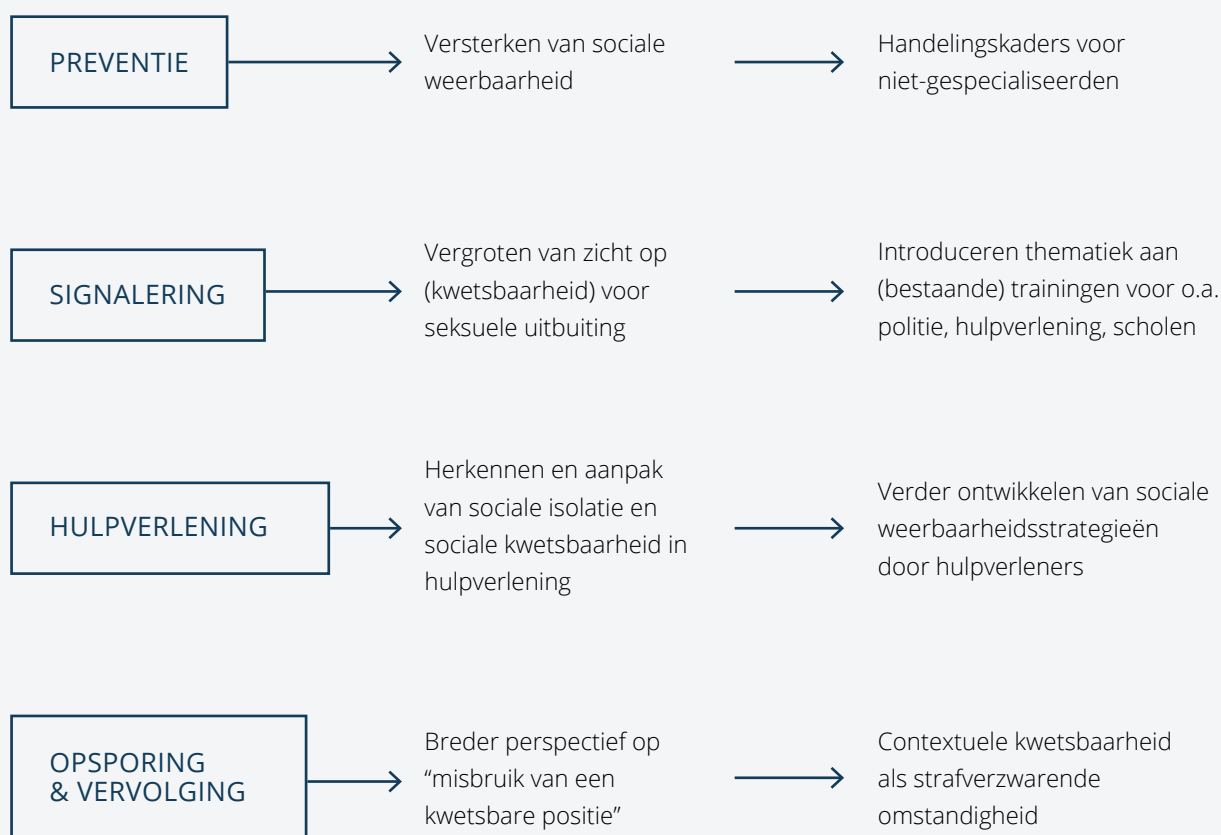 PREVENTIE
Versterken van sociale
weerbaarheid
Handelingskaders voor
niet-gespecialiseerden
SIGNALERING
Vergroten van zicht op
(kwetsbaarheid) voor
seksuele uitbuiting
Introduceren thematiek aan
(bestaande) trainingen voor o.a.
politie, hulpverlening, scholen
HULPVERLENING
Herkennen en aanpak
van sociale isolatie en
sociale kwetsbaarheid in
hulpverlening
Verder ontwikkelen van sociale
weerbaarheidsstrategieën
door hulpverleners
OPSPORING
& VERVOLGING
Breder perspectief op
“misbruik van een
kwetsbare positie”
Contextuele kwetsbaarheid
als strafverzwarende
omstandigheid